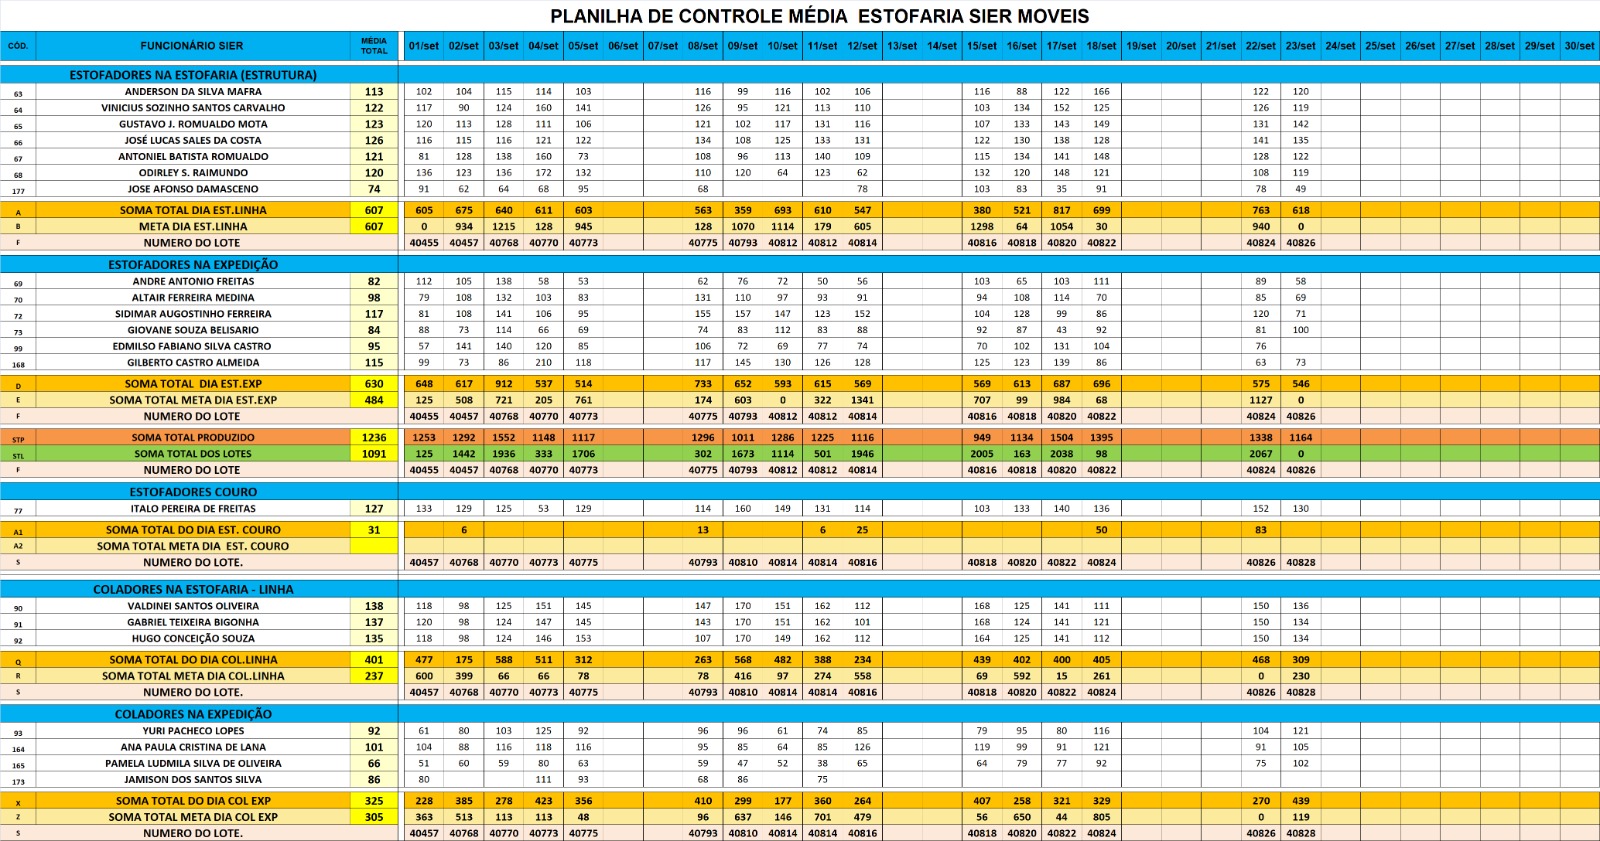 PLANILHA DE CONTROLE MÉDIA  ESTOFARIA SIER MOVEIS
CÓD. FUNCIONÁRIO SIER MÉDIA TOTAL 01/set 02/set 03/set 04/set 05/set 06/set 07/set 08/set 09/set 10/set 11/set 12/set 13/set 14/set 15/set 16/set 17/set 18/set 19/set 20/set 21/set 22/set 23/set 24/set 25/set 26/set 27/set 28/set 29/set 30/set
ESTOFADORES NA ESTOFARIA (ESTRUTURA)
63 ANDERSON DA SILVA MAFRA 113 102 104 115 114 103 116 99 116 102 106 116 88 122 166 122 120
64 VINICIUS SOZINHO SANTOS CARVALHO 122 117 90 124 160 141 126 95 121 113 110 103 134 152 125 126 119
65 GUSTAVO J. ROMUALDO MOTA 123 120 113 128 111 106 121 102 117 131 116 107 133 143 149 131 142
66 JOSÉ LUCAS SALES DA COSTA 126 116 115 116 121 122 134 108 125 133 131 122 130 138 128 141 135
67 ANTONIEL BATISTA ROMUALDO 121 81 128 138 160 73 108 96 113 140 109 115 134 141 148 128 122
68 ODIRLEY S. RAIMUNDO 120 136 123 136 172 132 110 120 64 123 62 132 120 148 121 108 119
177 JOSE AFONSO DAMASCENO 74 91 62 64 68 95 68 78 103 83 35 91 78 49
A SOMA TOTAL DIA EST.LINHA 607 605 675 640 611 603 563 359 693 610 547 380 521 817 699 763 618
B META DIA EST.LINHA 607 0 934 1215 128 945 128 1070 1114 179 605 1298 64 1054 30 940 0
F NUMERO DO LOTE 40455 40457 40768 40770 40773 40775 40793 40812 40812 40814 40816 40818 40820 40822 40824 40826
ESTOFADORES NA EXPEDIÇÃO
69 ANDRE ANTONIO FREITAS 82 112 105 138 58 53 62 76 72 50 56 103 65 103 111 89 58
70 ALTAIR FERREIRA MEDINA 98 79 108 132 103 83 131 110 97 93 91 94 108 114 70 85 69
72 SIDIMAR AUGOSTINHO FERREIRA 117 81 108 141 106 95 155 157 147 123 152 104 128 99 86 120 71
73 GIOVANE SOUZA BELISARIO 84 88 73 114 66 69 74 83 112 83 88 92 87 43 92 81 100
99 EDMILSO FABIANO SILVA CASTRO 95 57 141 140 120 85 106 72 69 77 74 70 102 131 104 76
168 GILBERTO CASTRO ALMEIDA 115 99 73 86 210 118 117 145 130 126 128 125 123 139 86 63 73
D SOMA TOTAL  DIA EST.EXP 630 648 617 912 537 514 733 652 593 615 569 569 613 687 696 575 546
E SOMA TOTAL META DIA EST.EXP 484 125 508 721 205 761 174 603 0 322 1341 707 99 984 68 1127 0
F NUMERO DO LOTE 40455 40457 40768 40770 40773 40775 40793 40812 40812 40814 40816 40818 40820 40822 40824 40826
STP SOMA TOTAL PRODUZIDO 1236 1253 1292 1552 1148 1117 1296 1011 1286 1225 1116 949 1134 1504 1395 1338 1164
STL SOMA TOTAL DOS LOTES 1091 125 1442 1936 333 1706 302 1673 1114 501 1946 2005 163 2038 98 2067 0
F NUMERO DO LOTE 40455 40457 40768 40770 40773 40775 40793 40812 40812 40814 40816 40818 40820 40822 40824 40826
ESTOFADORES COURO
77 ITALO PEREIRA DE FREITAS 127 133 129 125 53 129 114 160 149 131 114 103 133 140 136 152 130
A1 SOMA TOTAL DO DIA EST. COURO 31 6 13 6 25 50 83
A2 SOMA TOTAL META DIA  EST. COURO
S NUMERO DO LOTE. 40457 40768 40770 40773 40775 40793 40810 40814 40814 40816 40818 40820 40822 40824 40826 40828
COLADORES NA ESTOFARIA - LINHA
90 VALDINEI SANTOS OLIVEIRA 138 118 98 125 151 145 147 170 151 162 112 168 125 141 111 150 136
91 GABRIEL TEIXEIRA BIGONHA 137 120 98 124 147 145 143 170 151 162 101 168 124 141 121 150 134
92 HUGO CONCEIÇÃO SOUZA 135 118 98 124 146 153 107 170 149 162 112 164 125 141 112 150 134
Q SOMA TOTAL DO DIA COL.LINHA 401 477 175 588 511 312 263 568 482 388 234 439 402 400 405 468 309
R SOMA TOTAL META DIA COL.LINHA 237 600 399 66 66 78 78 416 97 274 558 69 592 15 261 0 230
S NUMERO DO LOTE. 40457 40768 40770 40773 40775 40793 40810 40814 40814 40816 40818 40820 40822 40824 40826 40828
COLADORES NA EXPEDIÇÃO
93 YURI PACHECO LOPES 92 61 80 103 125 92 96 96 61 74 85 79 95 80 116 104 121
164 ANA PAULA CRISTINA DE LANA 101 104 88 116 118 116 95 85 64 85 126 119 99 91 121 91 105
165 PAMELA LUDMILA SILVA DE OLIVEIRA 66 51 60 59 80 63 59 47 52 38 65 64 79 77 92 75 102
173 JAMISON DOS SANTOS SILVA 86 80 111 93 68 86 75
X SOMA TOTAL DO DIA COL EXP 325 228 385 278 423 356 410 299 177 360 264 407 258 321 329 270 439
Z SOMA TOTAL META DIA COL EXP 305 363 513 113 113 48 96 637 146 701 479 56 650 44 805 0 119
S NUMERO DO LOTE. 40457 40768 40770 40773 40775 40793 40810 40814 40814 40816 40818 40820 40822 40824 40826 40828